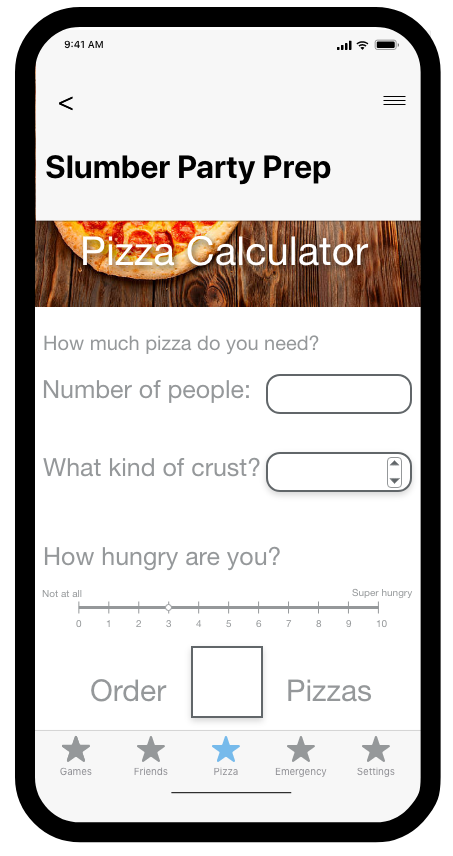 9:41 AM
<
Slumber Party Prep
Pizza Calculator
How much pizza do you need?
Number of people:
What kind of crust?
How hungry are you?
Not at all Super hungry
0 1 2 3 4 5 6 7 8 9 10
Order Pizzas
Games Friends Pizza Emergency Settings